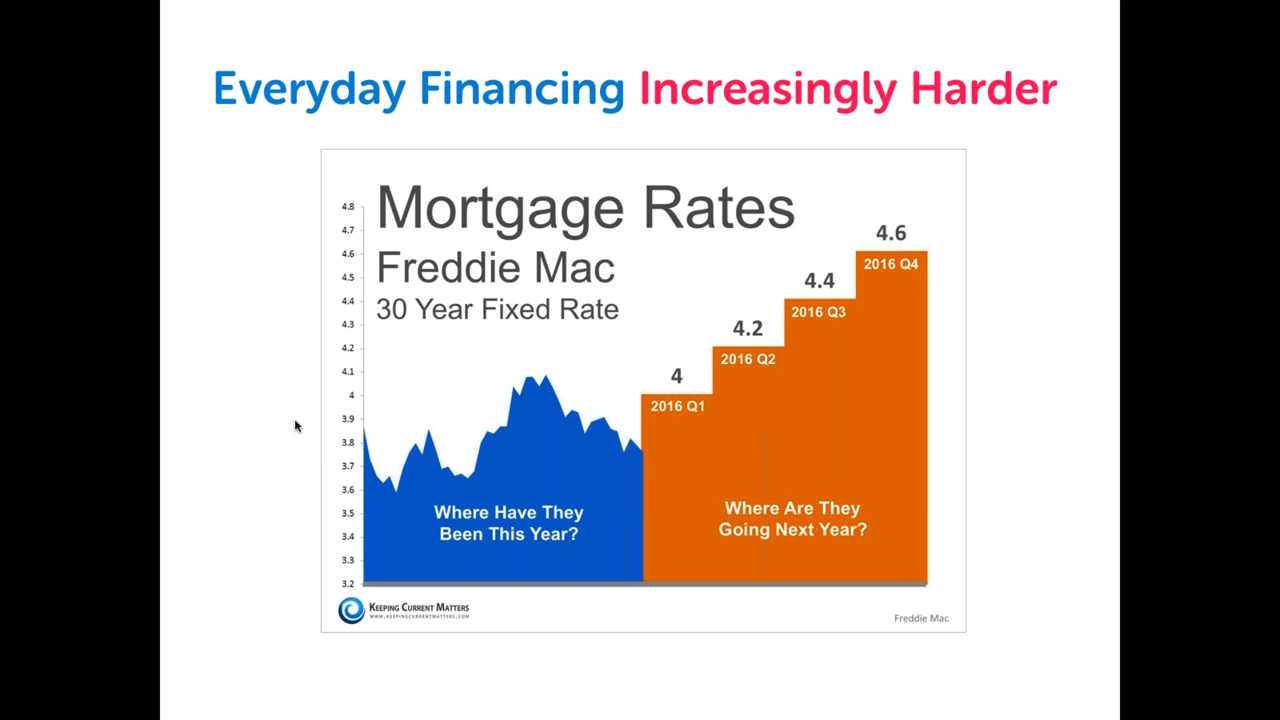 Everyday Financing Increasingly Harder
Mortgage Rates
Freddie Mac
30 Year Fixed Rate
4.8
4.7
4.6
4.5
4.4
4.3
4.2
4.1
4
3.9
3.8
3.7
3.6
3.5
3.4
3.3
3.2
4
2016 Q1
4.2
2016 Q2
4.4
2016 Q3
4.6
2016 Q4
Where Have They
Been This Year?
Where Are They
Going Next Year?
KEEPING CURRENT MATTERS
WWW.KEEPINGCURRENTMATTERS.COM
Freddie Mac